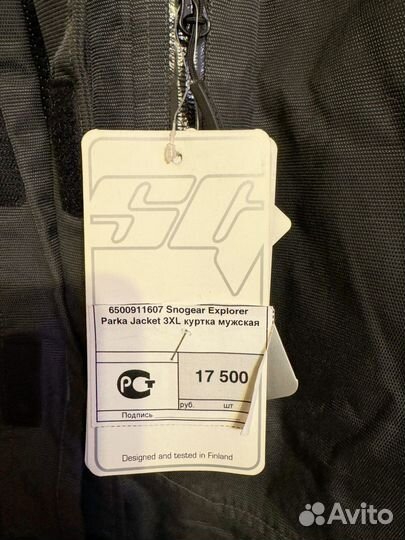 SG
6500911607 Snogear Explorer
Parka Jacket 3XL куртка мужская
РСТ
17 500
руб. шт
Подпись
Designed and tested in Finland
Avito